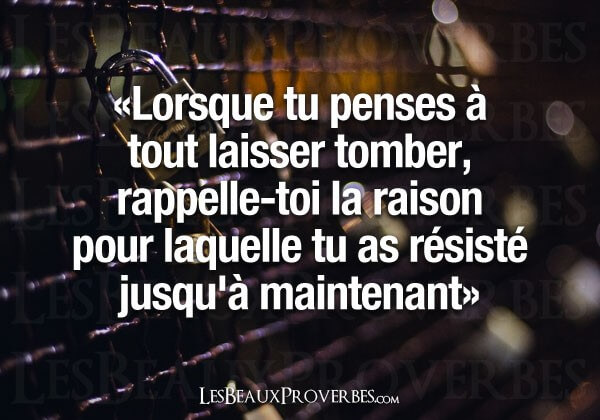 «Lorsque tu penses à
tout laisser tomber,
rappelle-toi la raison
pour laquelle tu as résisté
jusqu'à maintenant»
LesBeauxProverbes.com